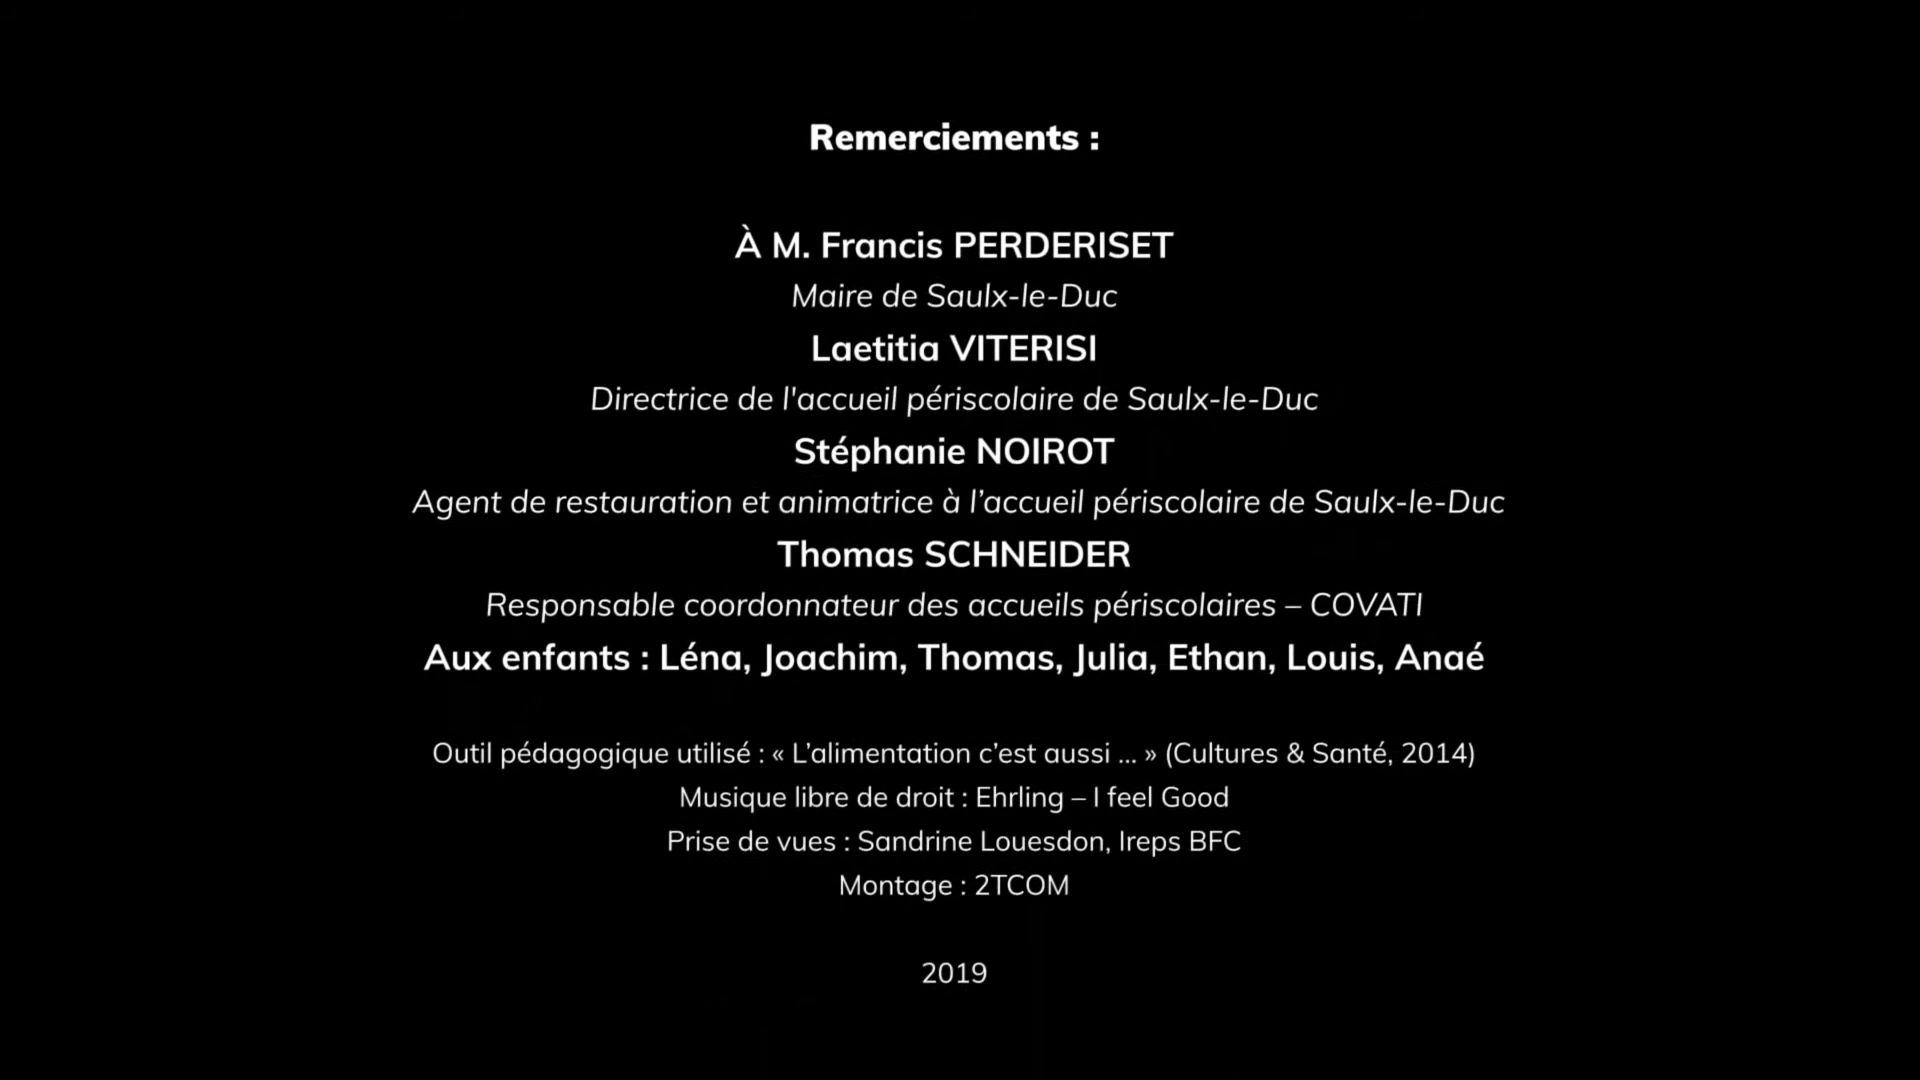 Remerciements :
À M. Francis PERDERISET
Maire de Saulx-le-Duc
Laetitia VITERISI
Directrice de l'accueil périscolaire de Saulx-le-Duc
Stéphanie NOIROT
Agent de restauration et animatrice à l’accueil périscolaire de Saulx-le-Duc
Thomas SCHNEIDER
Responsable coordonnateur des accueils périscolaires – COVATI
Aux enfants : Léna, Joachim, Thomas, Julia, Ethan, Louis, Anaé
Outil pédagogique utilisé : « L’alimentation c’est aussi ... » (Cultures & Santé, 2014)
Musique libre de droit : Ehrling – I feel Good
Prise de vues : Sandrine Louesdon, Ireps BFC
Montage : 2TCOM
2019